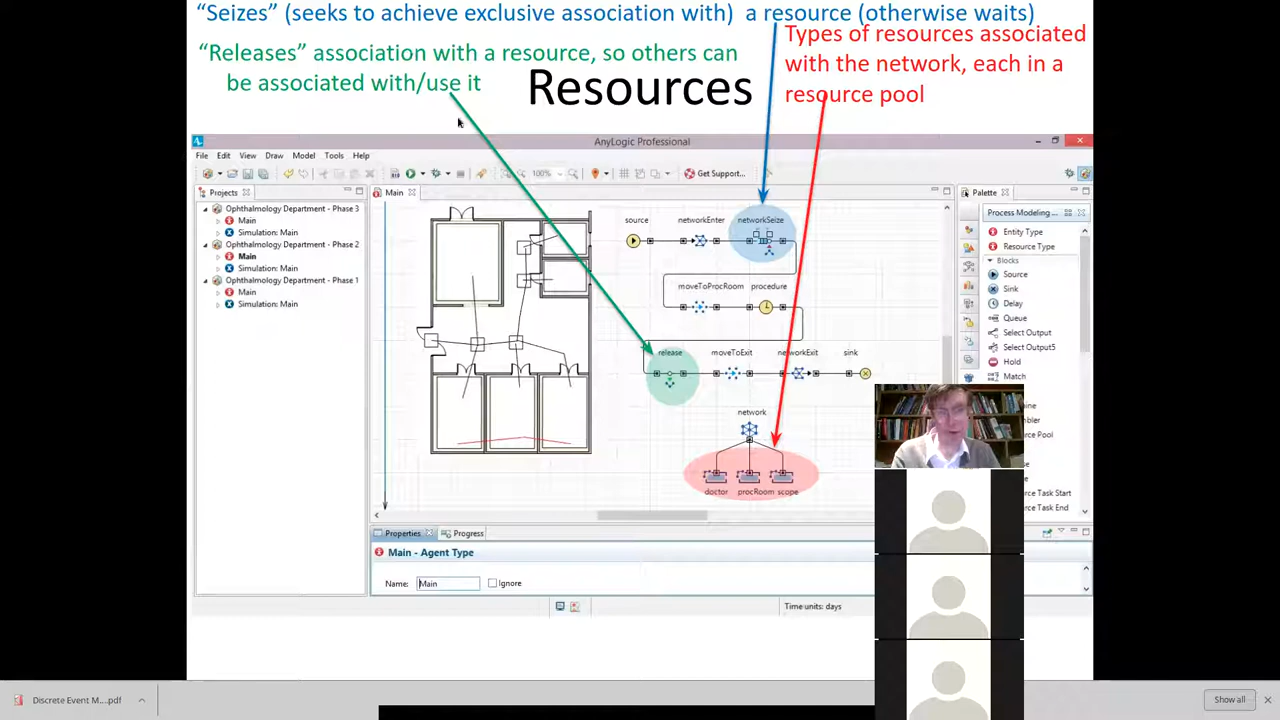 “Seizes” (seeks to achieve exclusive association with) a resource (otherwise waits)
“Releases” association with a resource, so others can
be associated with/use it
Types of resources associated
with the network, each in a
resource pool
Resources
AnyLogic Professional
File Edit View Draw Model Tools Help
100% Get Support...
Projects
Ophthalmology Department - Phase 3
Main
Simulation: Main
Ophthalmology Department - Phase 2
Main
Simulation: Main
Ophthalmology Department - Phase 1
Main
Simulation: Main
Main
source networkEnter networkSeize
moveToProcRoom procedure
release moveToExit networkExit sink
network
doctor procRoom scope
Palette
Process Modeling ...
Entity Type
Resource Type
Blocks
Source
Sink
Delay
Queue
Select Output
Select Output5
Hold
Match
Properties Progress
Main - Agent Type
Name: Main Ignore
Time units: days
Discrete Event M....pdf
Show all